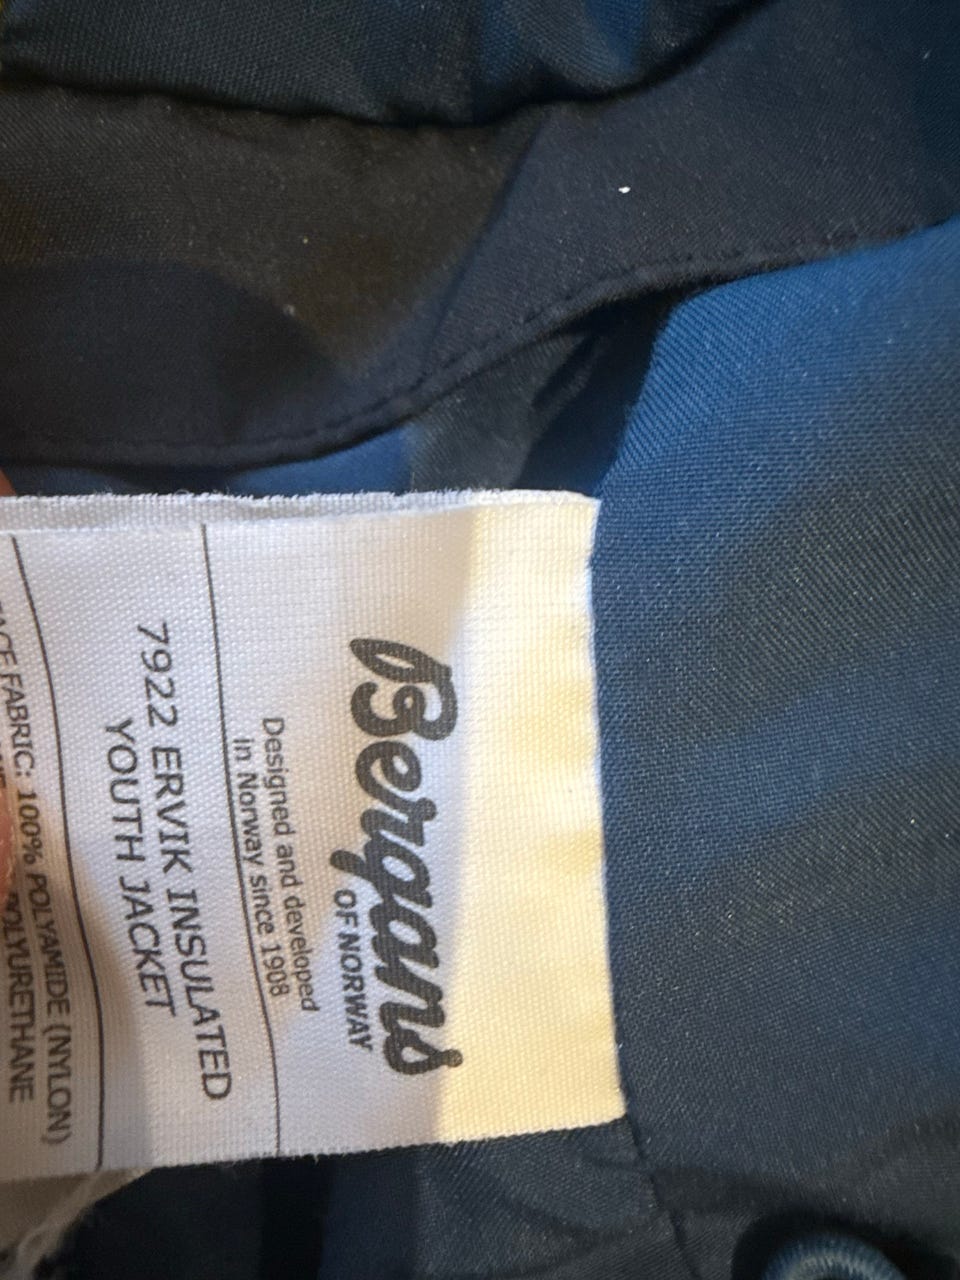 Bergans
OF NORWAY
Designed and developed
in Norway since 1908
7922 ERVIK INSULATED
YOUTH JACKET
FABRIC: 100% POLYAMIDE (NYLON)
POLYURETHANE